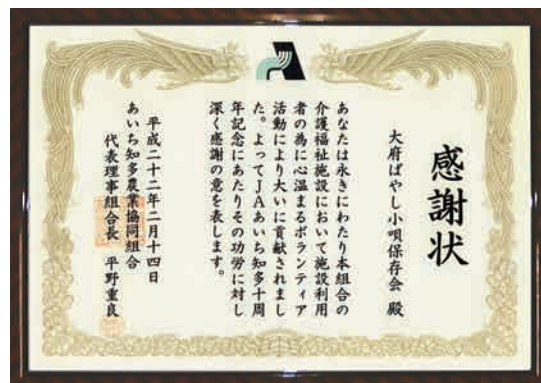 感謝状
大府ばやし小唄保存会 殿
あなたは永きにわたり本組合の
介護福祉施設において施設利用
者の為に心温まるボランティア
活動により大いに貢献されまし
た。よってJAあいち知多十周
年記念にあたりその功労に対し
深く感謝の意を表します。
平成二十二年二月十四日
あいち知多農業協同組合
代表理事組合長 平野重良